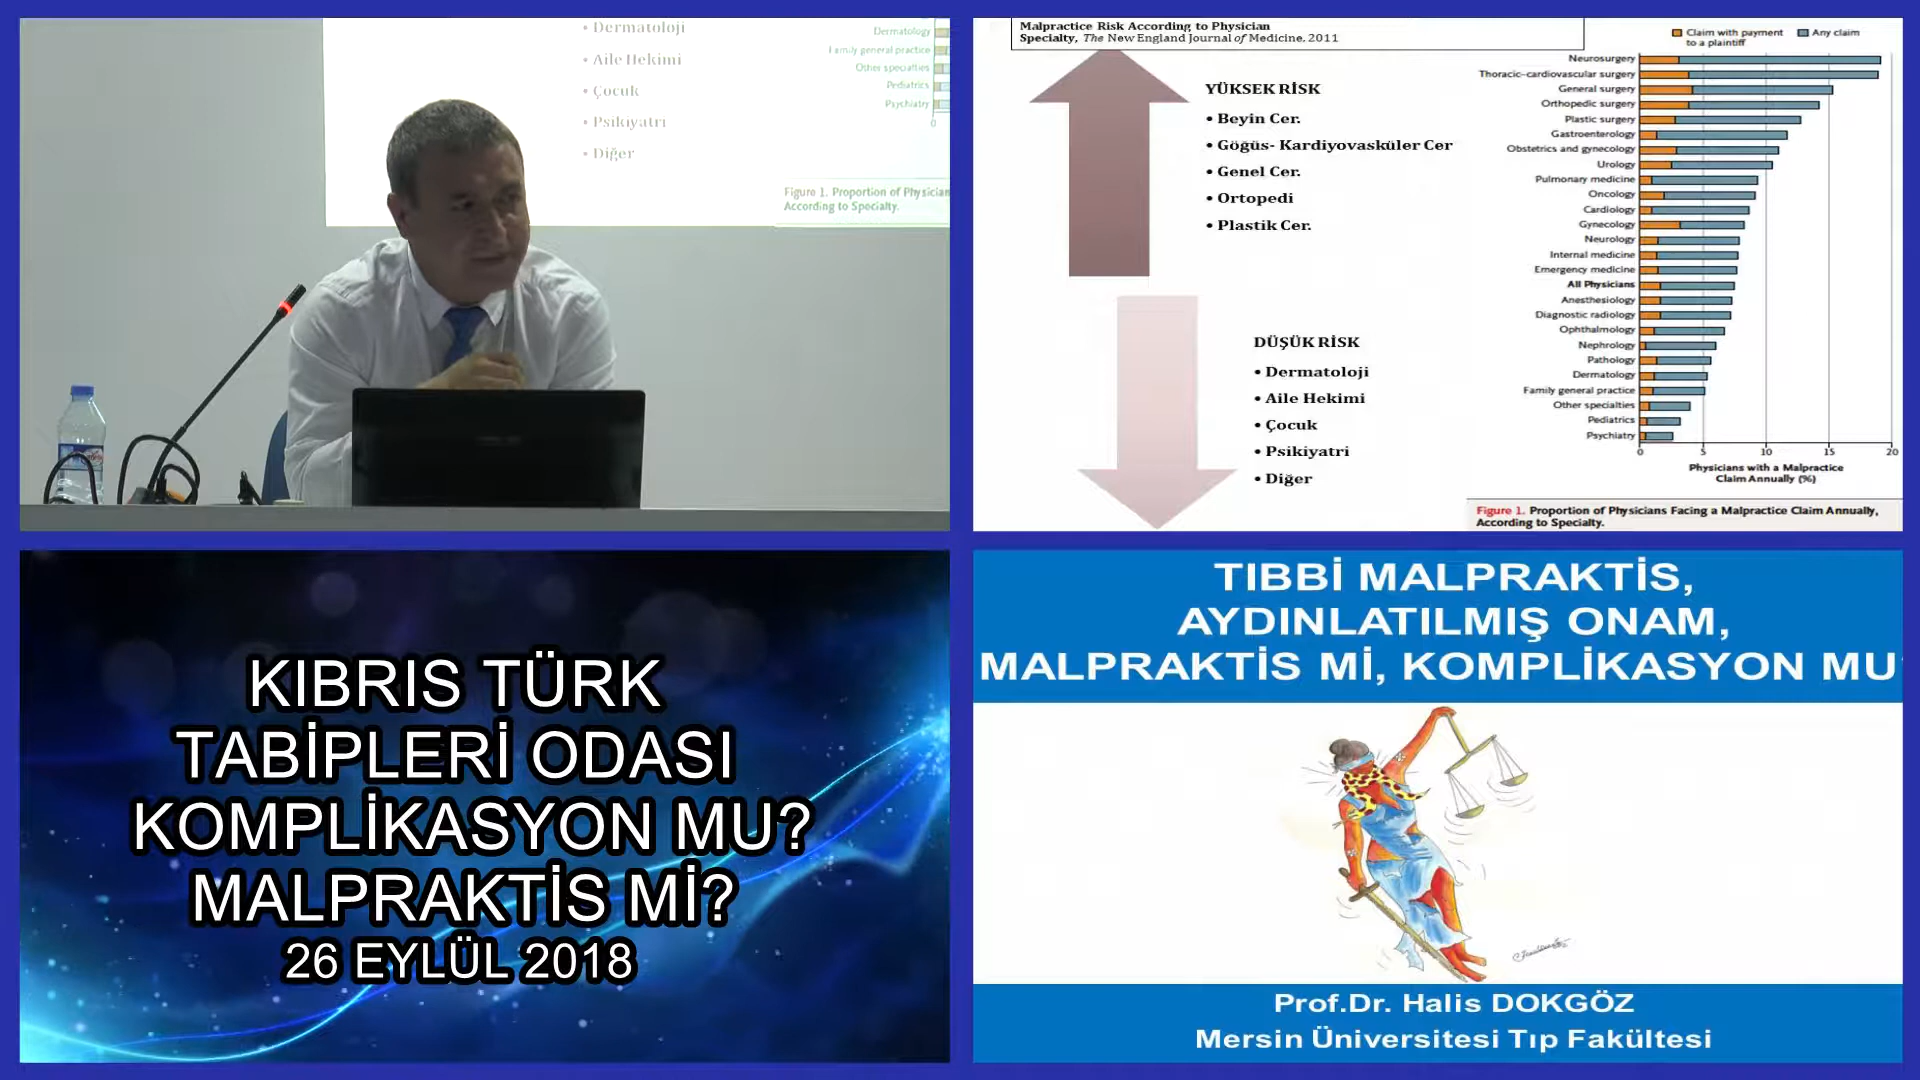 Dermatoloji
• Aile Hekimi
• Çocuk
• Psikiyatri
• Diğer
Dermatology
Family general practice
Other specialties
Pediatrics
Psychiatry
0
Figure 1. Proportion of Physician
According to Specialty.
Malpractice Risk According to Physician
Specialty, The New England Journal of Medicine, 2011
YÜKSEK RİSK
• Beyin Cer.
• Göğüs- Kardiyovasküler Cer
• Genel Cer.
• Ortopedi
• Plastik Cer.
DÜŞÜK RİSK
• Dermatoloji
• Aile Hekimi
• Çocuk
• Psikiyatri
• Diğer
Claim with payment
to a plaintiff
Any claim
Neurosurgery
Thoracic–cardiovascular surgery
General surgery
Orthopedic surgery
Plastic surgery
Gastroenterology
Obstetrics and gynecology
Urology
Pulmonary medicine
Oncology
Cardiology
Gynecology
Neurology
Internal medicine
Emergency medicine
All Physicians
Anesthesiology
Diagnostic radiology
Ophthalmology
Nephrology
Pathology
Dermatology
Family general practice
Other specialties
Pediatrics
Psychiatry
0 5 10 15 20
Physicians with a Malpractice
Claim Annually (%)
Figure 1. Proportion of Physicians Facing a Malpractice Claim Annually,
According to Specialty.
KIBRIS TÜRK
TABİPLERİ ODASI
KOMPLİKASYON MU?
MALPRAKTİS Mİ?
26 EYLÜL 2018
TIBBİ MALPRAKTİS,
AYDINLATILMIŞ ONAM,
MALPRAKTİS Mİ, KOMPLİKASYON MU
Prof.Dr. Halis DOKGÖZ
Mersin Üniversitesi Tıp Fakültesi